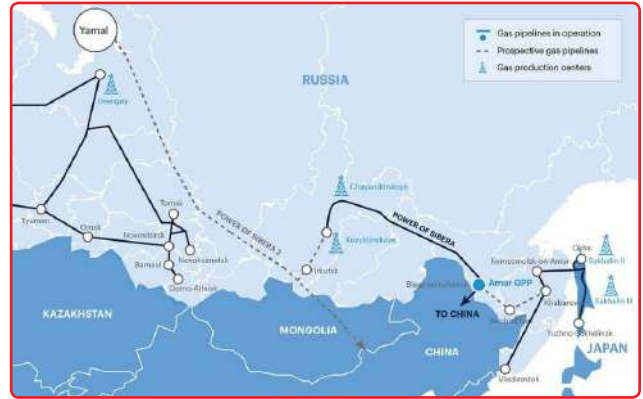 Yamal
Gas pipelines in operation
Prospective gas pipelines
Gas production centers
RUSSIA
Urengoy
Chayandinskoye
Tomsk
POWER OF SIBERIA 2
POWER OF SIBERIA
Kovyktinskoye
Tyumen
Omsk
Novosibirsk
Novokuznetsk
Barnaul
Gorno-Altaisk
Irkutsk
Komsomolsk-on-Amur
Okha
Sakhalin II
Amur GPP
Sakhalin III
TO CHINA
KAZAKHSTAN
MONGOLIA
CHINA
Yuzhno-Sakhalinsk
JAPAN
Vladivostok